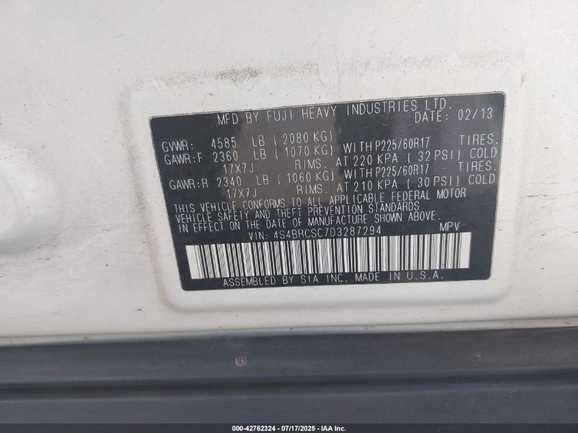 MFD BY FUJI HEAVY INDUSTRIES LTD.
DATE: 02/13
GVWR: 4585 LB (2080 KG)
GAWR:F 2360 LB (1070 KG) WITH P225/60R17 TIRES.
17X7J RIMS. AT 220 KPA (32 PSI) COLD
GAWR:R 2340 LB (1060 KG) WITH P225/60R17 TIRES.
17X7J RIMS. AT 210 KPA (30 PSI) COLD
THIS VEHICLE CONFORMS TO ALL APPLICABLE FEDERAL MOTOR
VEHICLE SAFETY AND THEFT PREVENTION STANDARDS
IN EFFECT ON THE DATE OF MANUFACTURE SHOWN ABOVE.
VIN: 4S4BRCSC7D3287294 MPV
ASSEMBLED BY SIA INC. MADE IN U.S.A.
000-42762324 | 07/17/2025 | IAA Inc.